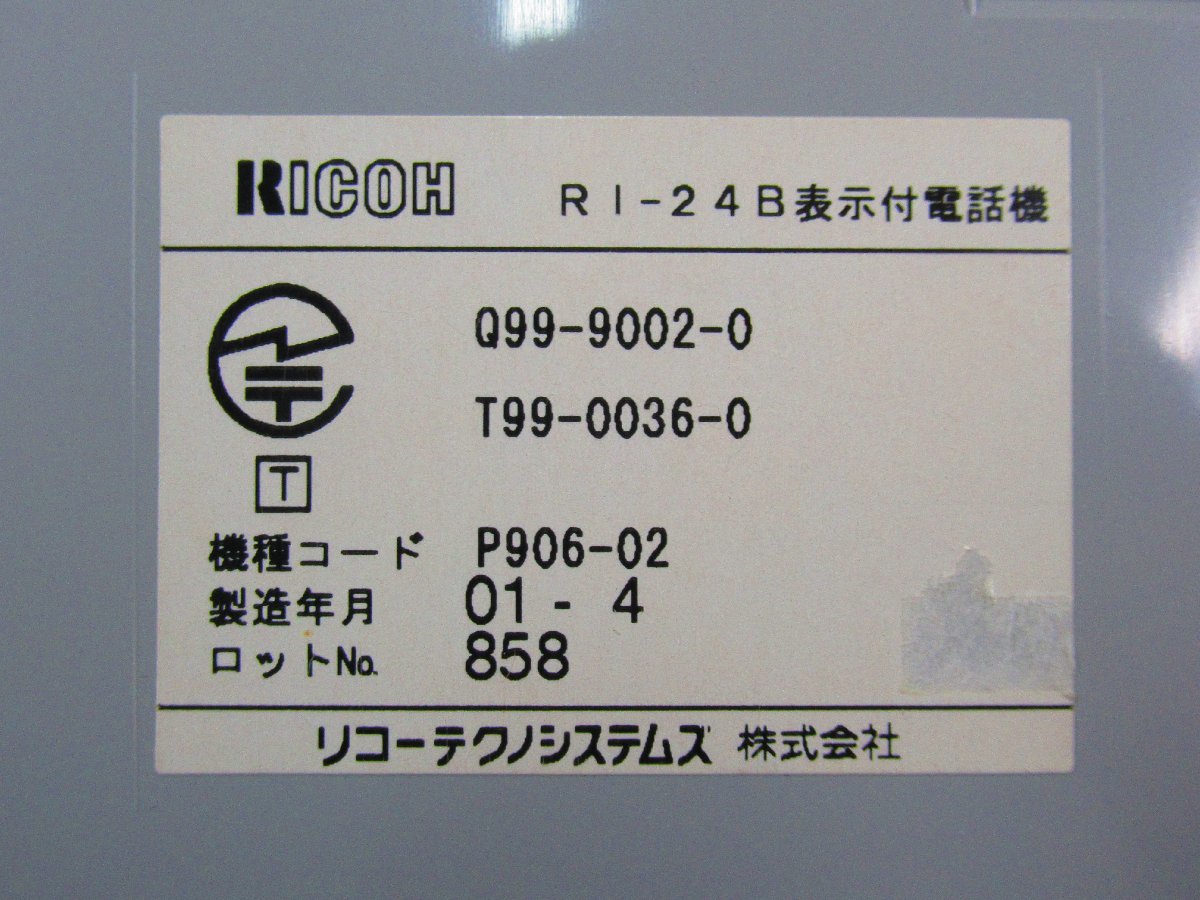 RICOH RI-24B表示付電話機
Q99-9002-0
T99-0036-0
T
機種コード P906-02
製造年月 01-4
ロットNo. 858
リコーテクノシステムズ 株式会社